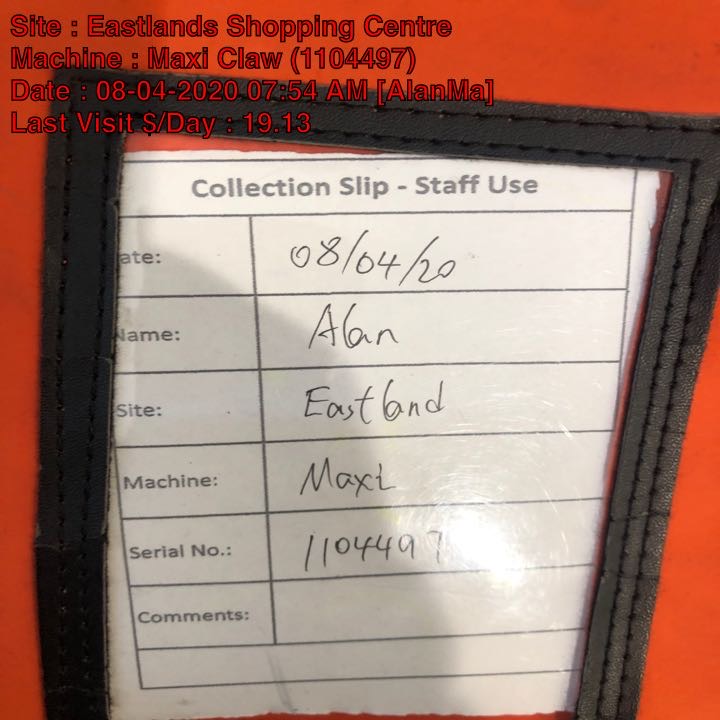 Site : Eastlands Shopping Centre
Machine : Maxi Claw (1104497)
Date : 08-04-2020 07:54 AM [AlanMa]
Last Visit $/Day : 19.13
Collection Slip - Staff Use
ate: 08/04/20
Name: Alan
Site: Eastland
Machine: Maxi
Serial No.: 1104497
Comments: